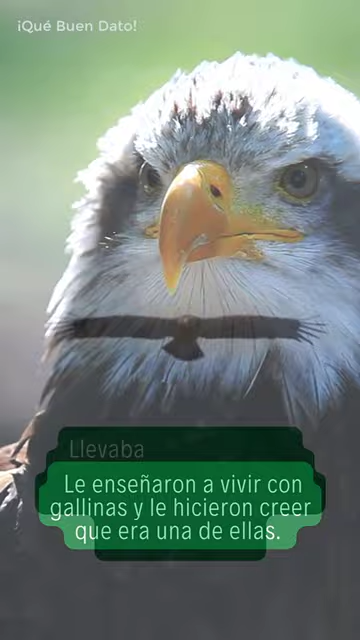 ¡Qué Buen Dato!
Llevaba
Le enseñaron a vivir con
gallinas y le hicieron creer
que era una de ellas.